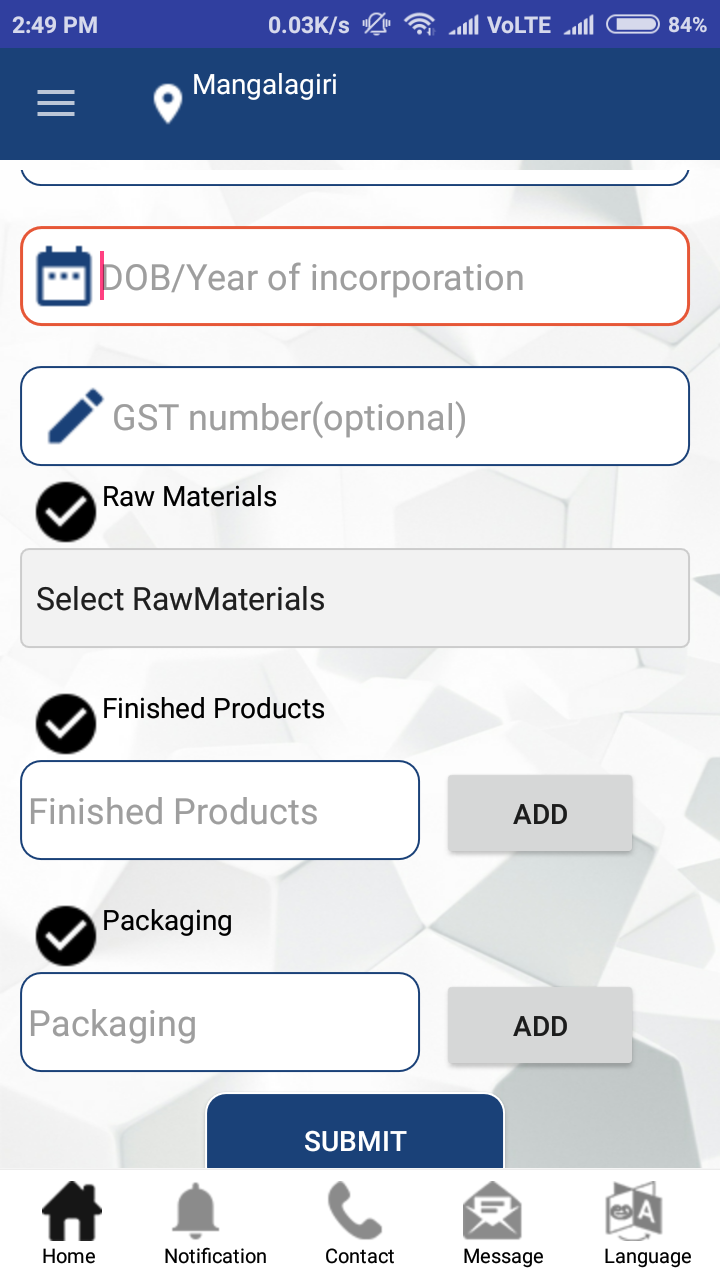 2:49 PM 0.03K/s VoLTE 84%
Mangalagiri
DOB/Year of incorporation
GST number(optional)
Raw Materials
Select RawMaterials
Finished Products
Finished Products ADD
Packaging
Packaging ADD
SUBMIT
A
Home Notification Contact Message Language